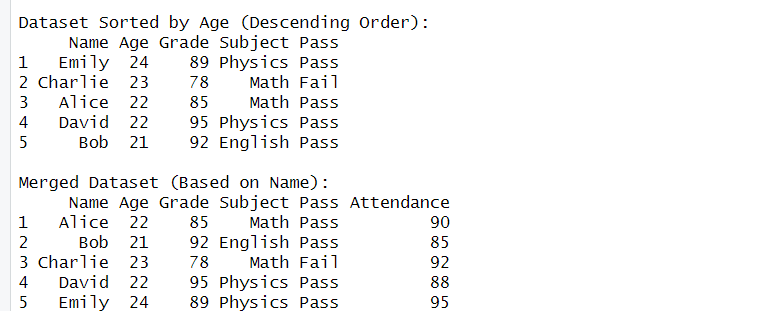 Dataset Sorted by Age (Descending Order):
     Name Age Grade Subject Pass
1   Emily  24    89 Physics Pass
2 Charlie  23    78    Math Fail
3   Alice  22    85    Math Pass
4   David  22    95 Physics Pass
5     Bob  21    92 English Pass

Merged Dataset (Based on Name):
     Name Age Grade Subject Pass Attendance
1   Alice  22    85    Math Pass         90
2     Bob  21    92 English Pass         85
3 Charlie  23    78    Math Fail         92
4   David  22    95 Physics Pass         88
5   Emily  24    89 Physics Pass         95